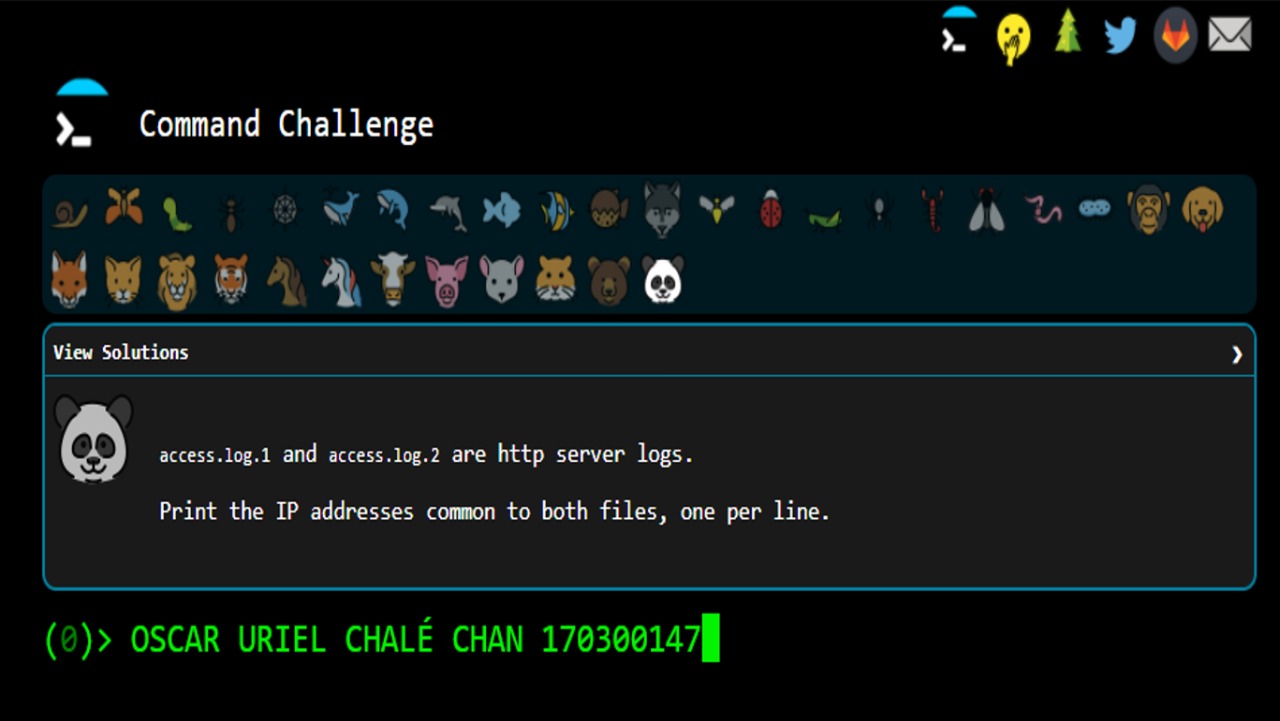 Command Challenge
View Solutions
access.log.1 and access.log.2 are http server logs.
Print the IP addresses common to both files, one per line.
(0)> OSCAR URIEL CHALÉ CHAN 170300147